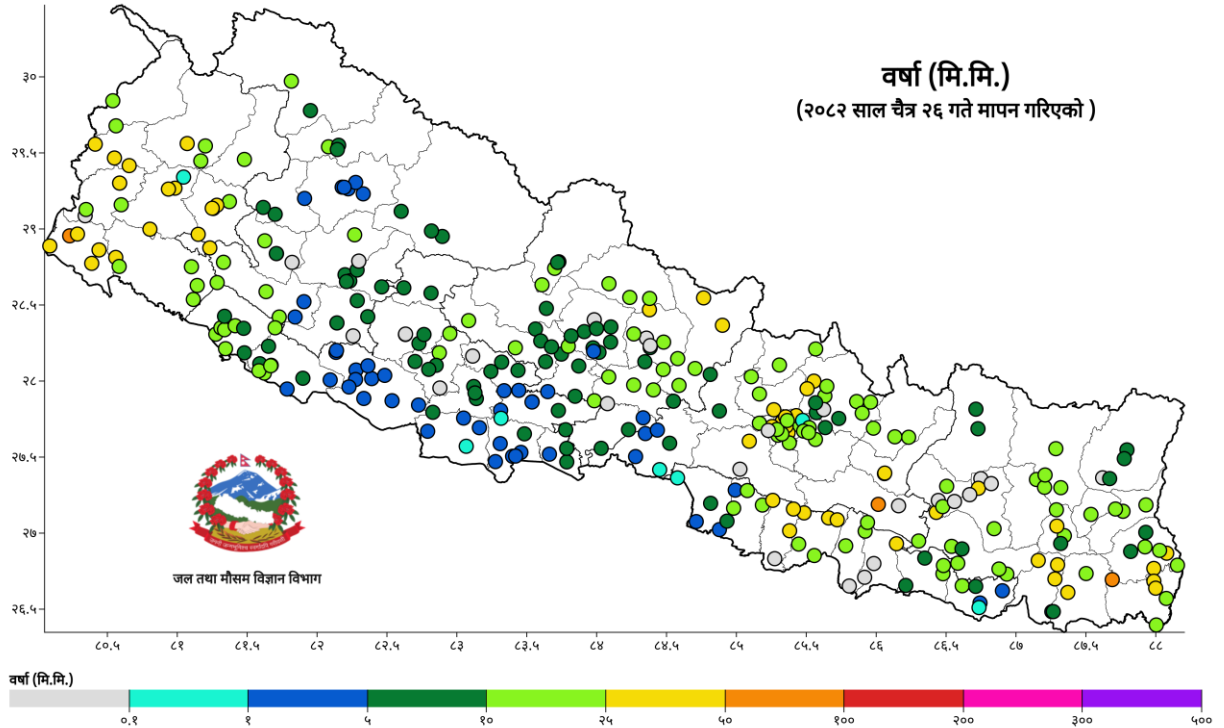 वर्षा (मि.मि.)
(२०८२ साल चैत्र २६ गते मापन गरिएको )
३०
२९.५
२९
२८.५
२८
२७.५
२७
२६.५
जल तथा मौसम विज्ञान विभाग
८०.५ ८१ ८१.५ ८२ ८२.५ ८३ ८३.५ ८४ ८४.५ ८५ ८५.५ ८६ ८६.५ ८७ ८७.५ ८८
वर्षा (मि.मि.)
०.१ १ ५ १० २५ ५० १०० २०० ३०० ५००